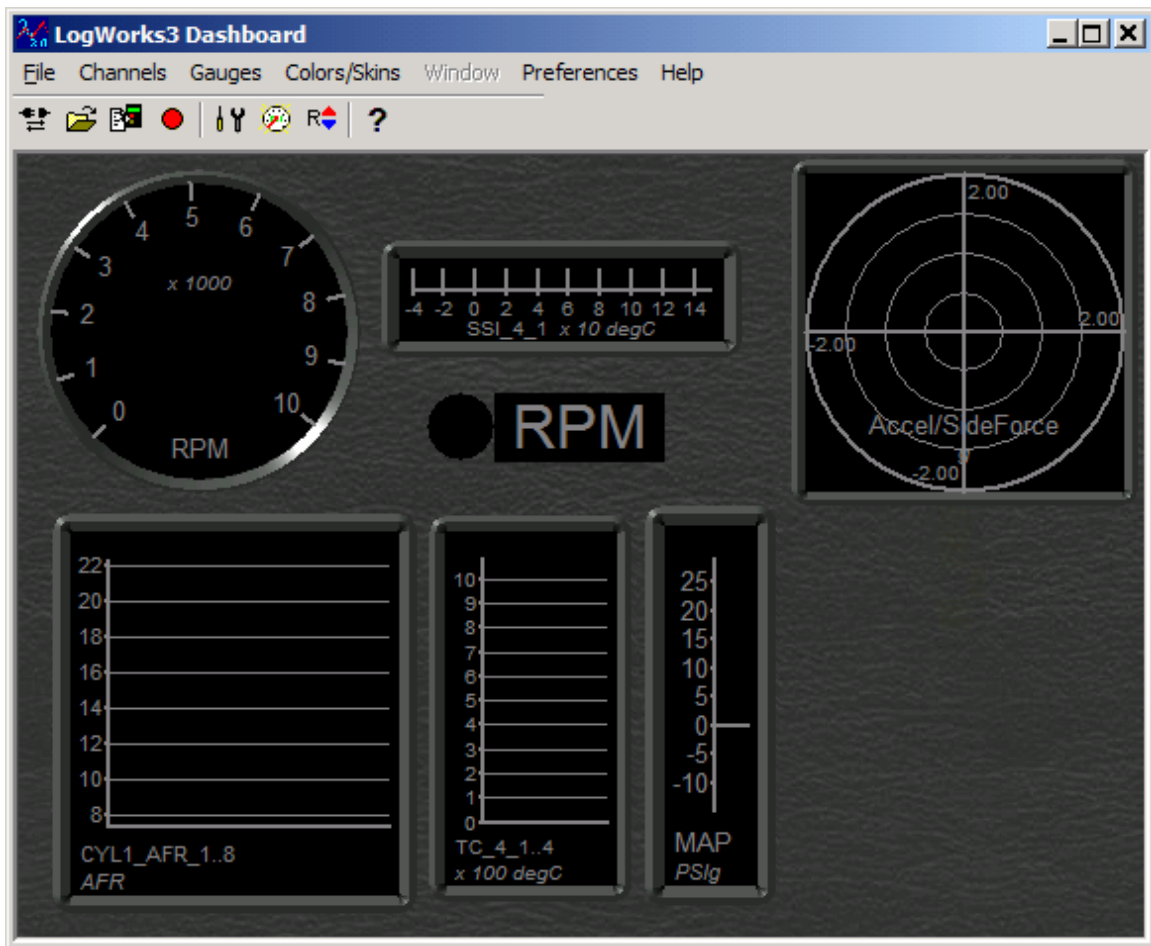 LogWorks3 Dashboard
File Channels Gauges Colors/Skins Window Preferences Help
R ?
0 1 2 3 4 5 6 7 8 9 10
x 1000
RPM
-4 -2 0 2 4 6 8 10 12 14
SSI_4_1 x 10 degC
RPM
2.00
2.00
-2.00
Accel/SideForce
g
-2.00
22
20
18
16
14
12
10
8
CYL1_AFR_1..8
AFR
10
9
8
7
6
5
4
3
2
1
0
TC_4_1..4
x 100 degC
25
20
15
10
5
0
-5
-10
MAP
PSIg